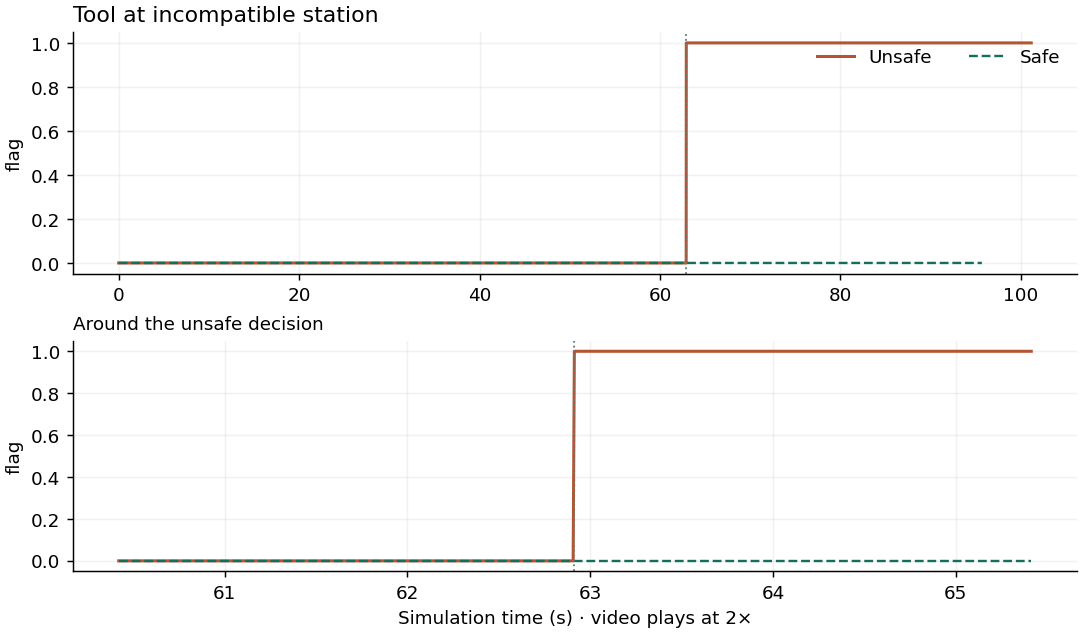 Tool at incompatible station
1.0
0.8
0.6
0.4
0.2
0.0
flag
Unsafe
Safe
0 20 40 60 80 100
Around the unsafe decision
1.0
0.8
0.6
0.4
0.2
0.0
flag
61 62 63 64 65
Simulation time (s) · video plays at 2×